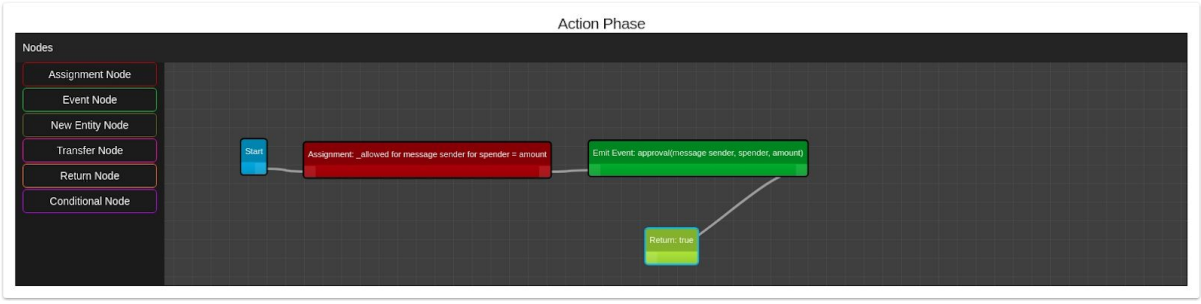 Action Phase
Nodes
Assignment Node
Event Node
New Entity Node
Transfer Node
Return Node
Conditional Node
Start
Assignment: _allowed for message sender for spender = amount
Emit Event: approval(message sender, spender, amount)
Return: true